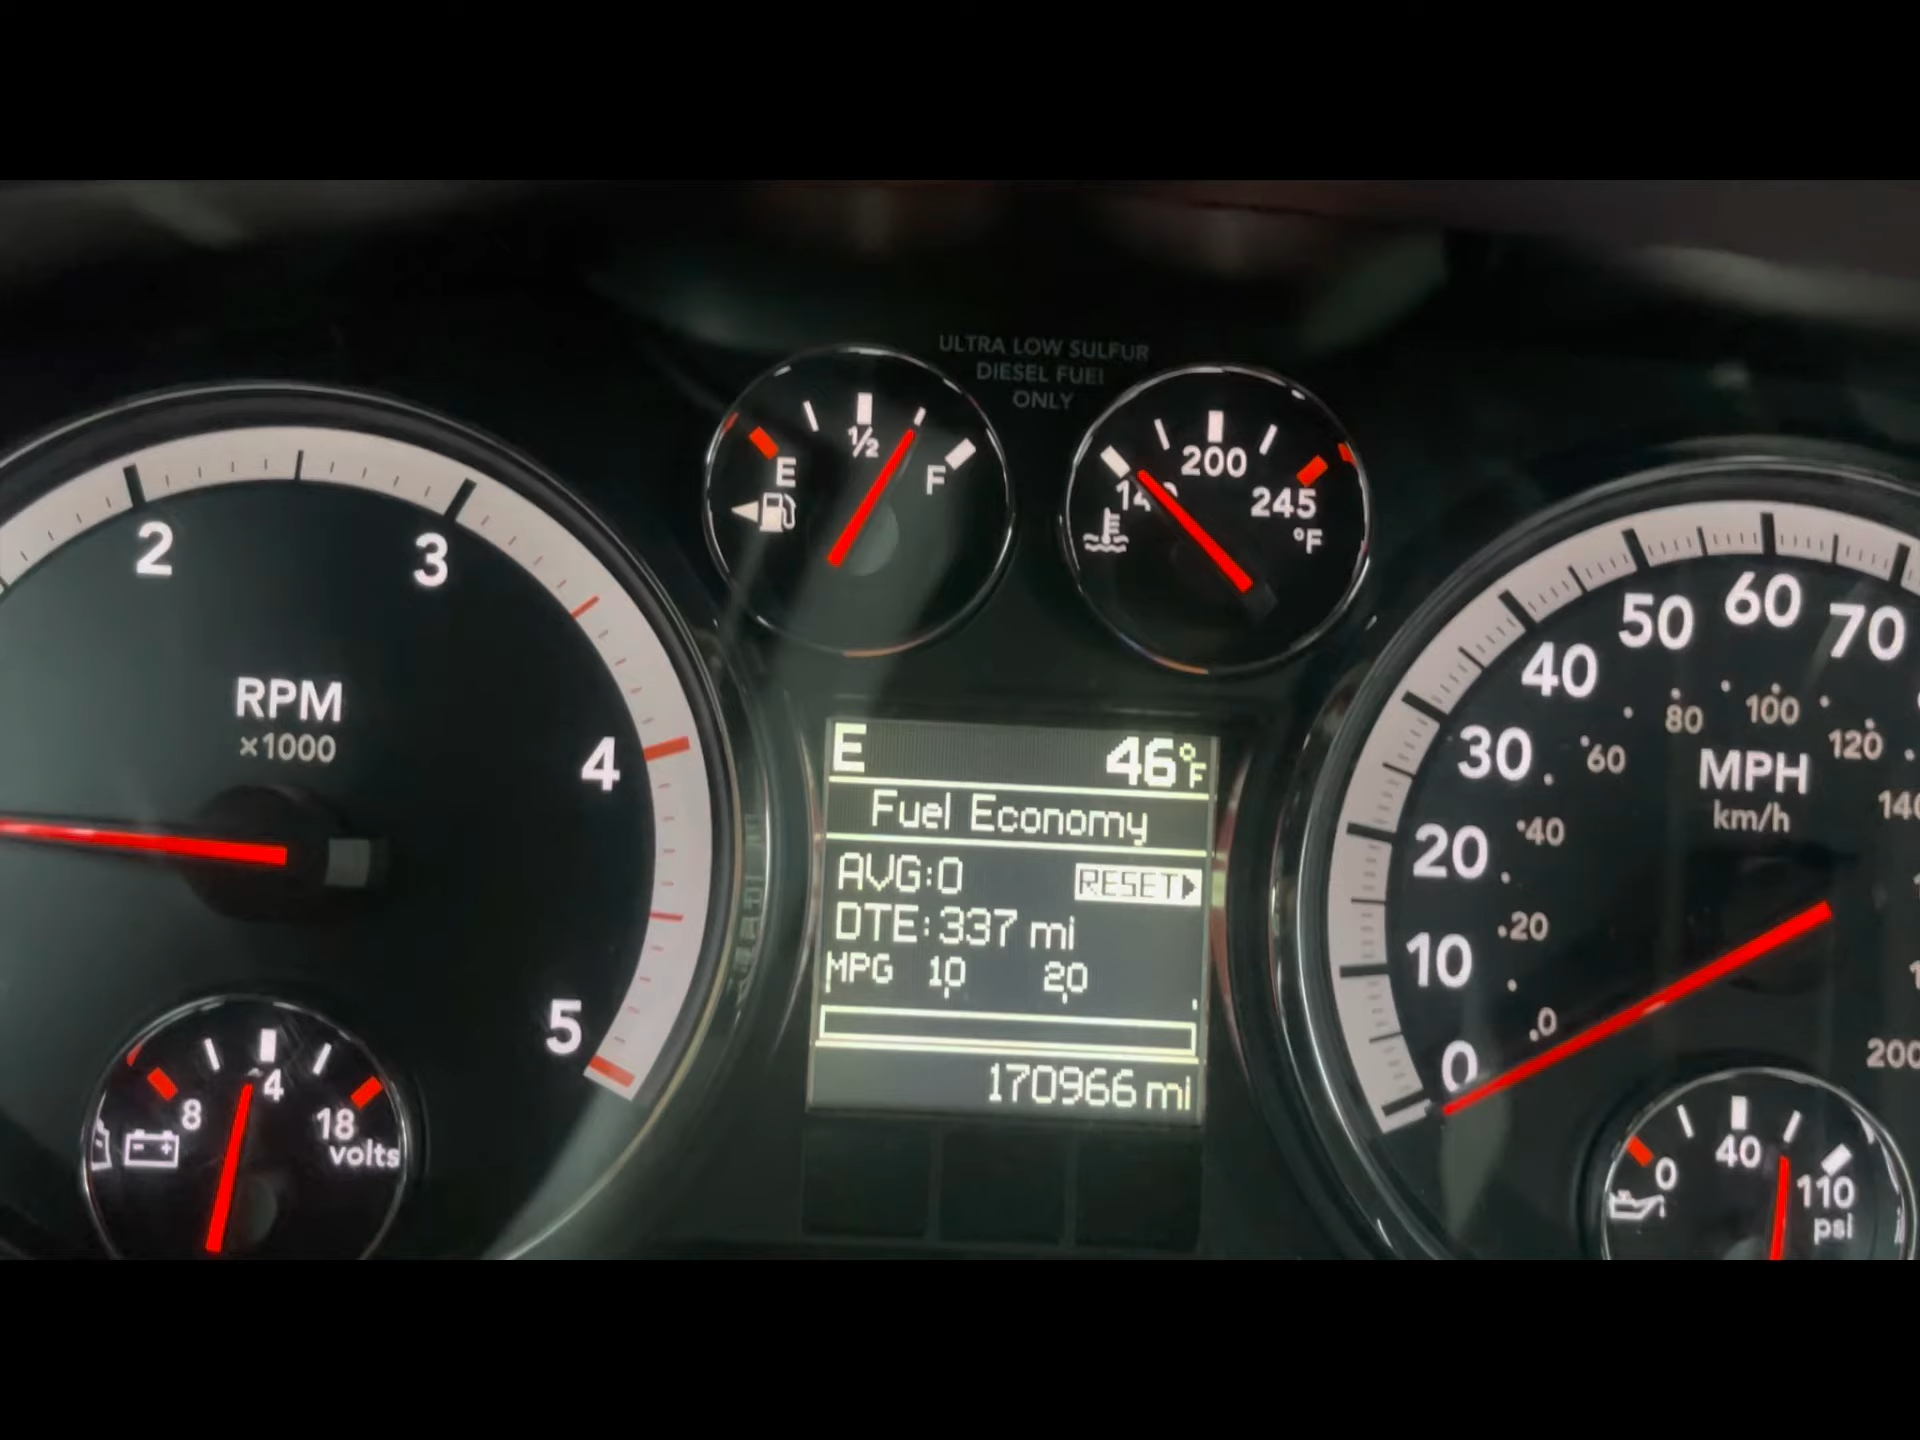 ULTRA LOW SULFUR
DIESEL FUEL
ONLY
E
½
F
200
245
°F
2
3
4
5
RPM
×1000
8
18
volts
E 46°F
Fuel Economy
AVG:0 RESET
DTE:337 mi
MPG 10 20
170966 mi
0
10
20
30
40
50
60
70
MPH
km/h
.0
20
40
60
80
100
120
200
0
40
110
psi